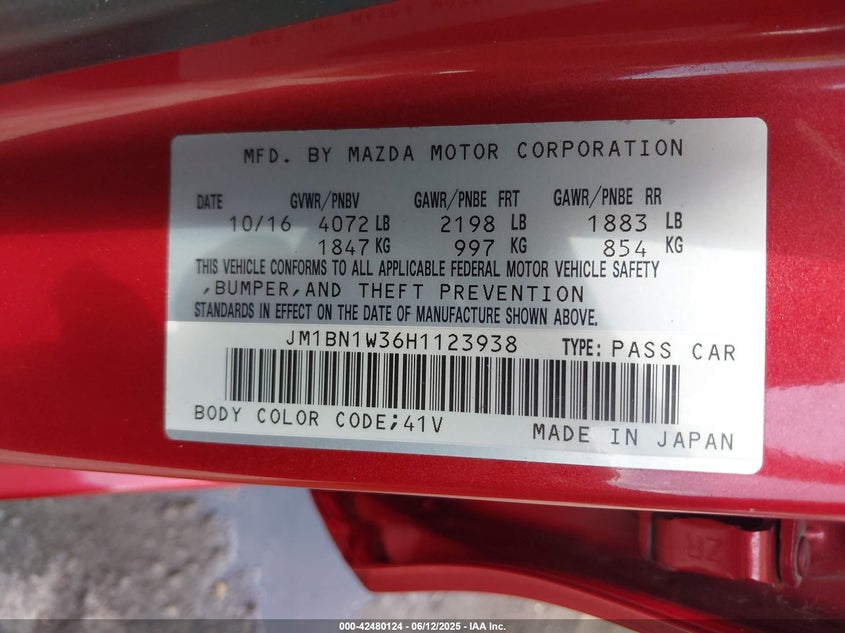 MFD. BY MAZDA MOTOR CORPORATION
DATE GVWR/PNBV GAWR/PNBE FRT GAWR/PNBE RR
10/16 4072 LB 2198 LB 1883 LB
1847 KG 997 KG 854 KG
THIS VEHICLE CONFORMS TO ALL APPLICABLE FEDERAL MOTOR VEHICLE SAFETY
,BUMPER,AND THEFT PREVENTION
STANDARDS IN EFFECT ON THE DATE OF MANUFACTURE SHOWN ABOVE.
JM1BN1W36H1123938 TYPE: PASS CAR
BODY COLOR CODE;41V
MADE IN JAPAN
ZR
000-42480124 - 06/12/2025 - IAA Inc.